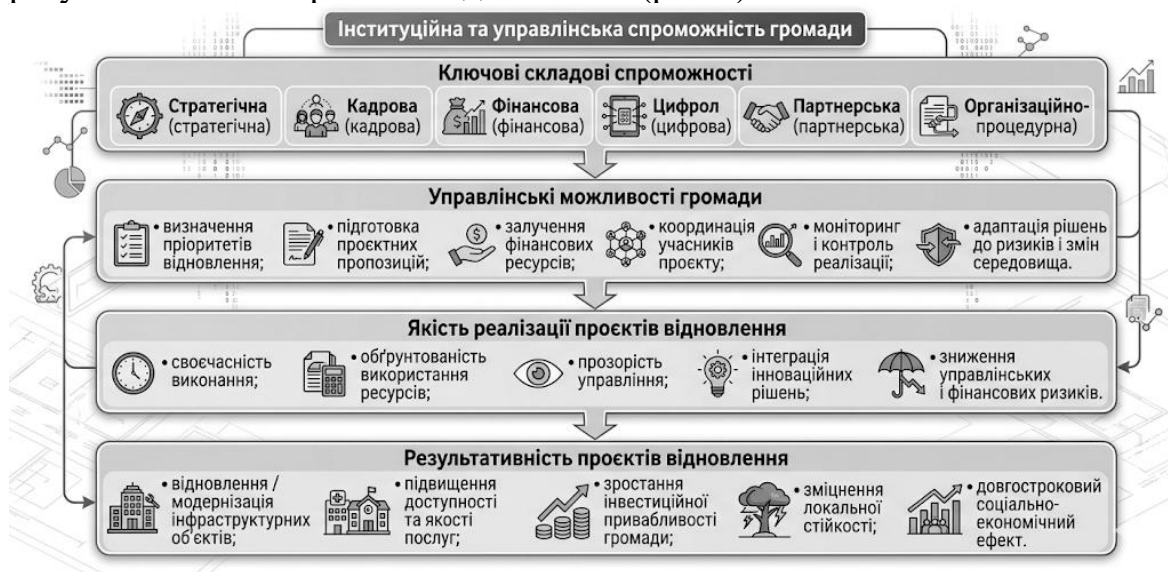 Інституційна та управлінська спроможність громади
Ключові складові спроможності
Стратегічна
(стратегічна)
Кадрова
(кадрова)
Фінансова
(фінансова)
Цифрол
(цифрова)
Партнерська
(партнерська)
Організаційно-
процедурна)
Управлінські можливості громади
• визначення
пріоритетів
відновлення;
• підготовка
проєктних
пропозицій;
• залучення
фінансових
ресурсів;
• координація
учасників
проєкту;
• моніторинг
і контроль
реалізації;
• адаптація рішень
до ризиків і змін
середовища.
Якість реалізації проєктів відновлення
• своєчасність
виконання;
• обґрунтованість
використання
ресурсів;
• прозорість
управління;
• інтеграція
інноваційних
рішень;
• зниження
управлінських
і фінансових ризиків.
Результативність проєктів відновлення
• відновлення /
модернізація
інфраструктурних
об'єктів;
• підвищення
доступності
та якості
послуг;
• зростання
інвестиційної
привабливості
громади;
• зміцнення
локальної
стійкості;
• довгостроковий
соціально-
економічний
ефект.